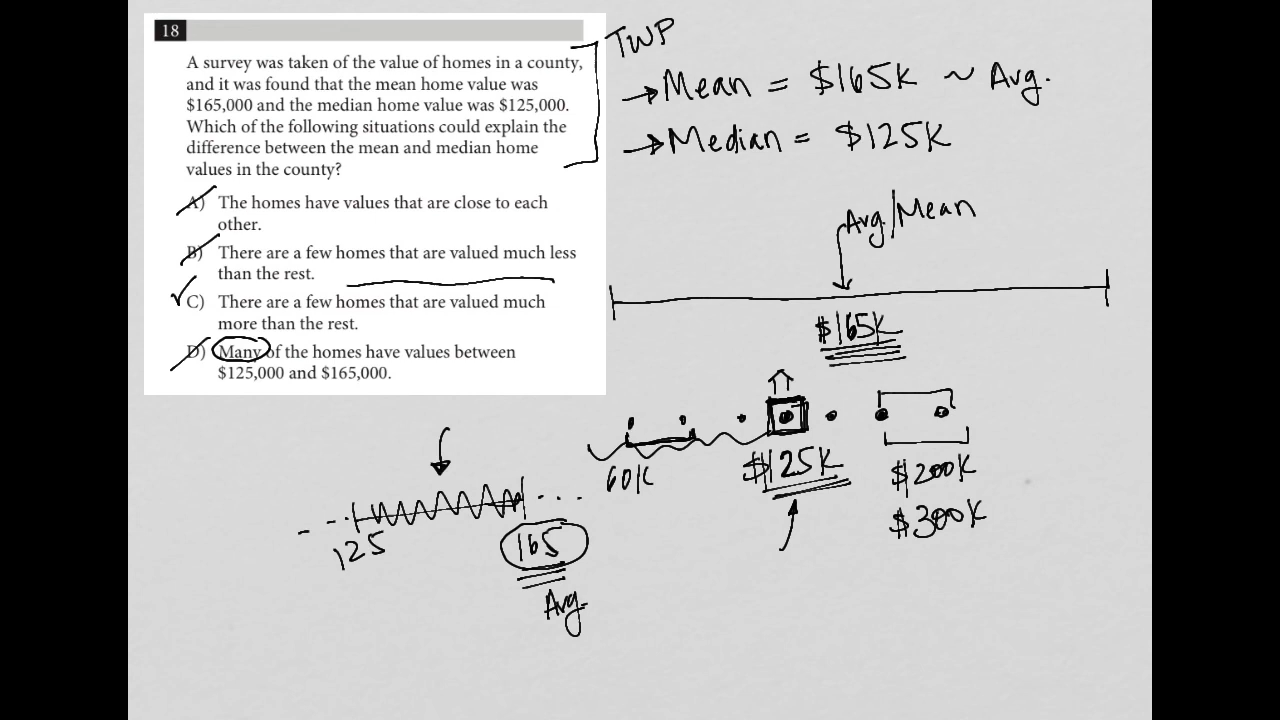 18
A survey was taken of the value of homes in a county,
and it was found that the mean home value was
$165,000 and the median home value was $125,000.
Which of the following situations could explain the
difference between the mean and median home
values in the county?
A) The homes have values that are close to each
other.
B) There are a few homes that are valued much less
than the rest.
C) There are a few homes that are valued much
more than the rest.
D) Many of the homes have values between
$125,000 and $165,000.
TWP
→ Mean = $165K ~ Avg.
→ Median = $125K
Avg/Mean
$165K
60K
$125K
$200K
$300K
125
165
Avg.